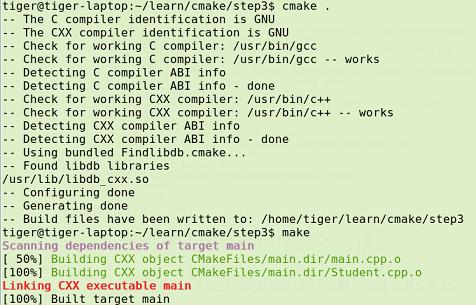 tiger@tiger-laptop:~/learn/cmake/step3$ cmake .
-- The C compiler identification is GNU
-- The CXX compiler identification is GNU
-- Check for working C compiler: /usr/bin/gcc
-- Check for working C compiler: /usr/bin/gcc -- works
-- Detecting C compiler ABI info
-- Detecting C compiler ABI info - done
-- Check for working CXX compiler: /usr/bin/c++
-- Check for working CXX compiler: /usr/bin/c++ -- works
-- Detecting CXX compiler ABI info
-- Detecting CXX compiler ABI info - done
-- Using bundled Findlibdb.cmake...
-- Found libdb libraries
/usr/lib/libdb_cxx.so
-- Configuring done
-- Generating done
-- Build files have been written to: /home/tiger/learn/cmake/step3
tiger@tiger-laptop:~/learn/cmake/step3$ make
Scanning dependencies of target main
[ 50%] Building CXX object CMakeFiles/main.dir/main.cpp.o
[100%] Building CXX object CMakeFiles/main.dir/Student.cpp.o
Linking CXX executable main
[100%] Built target main